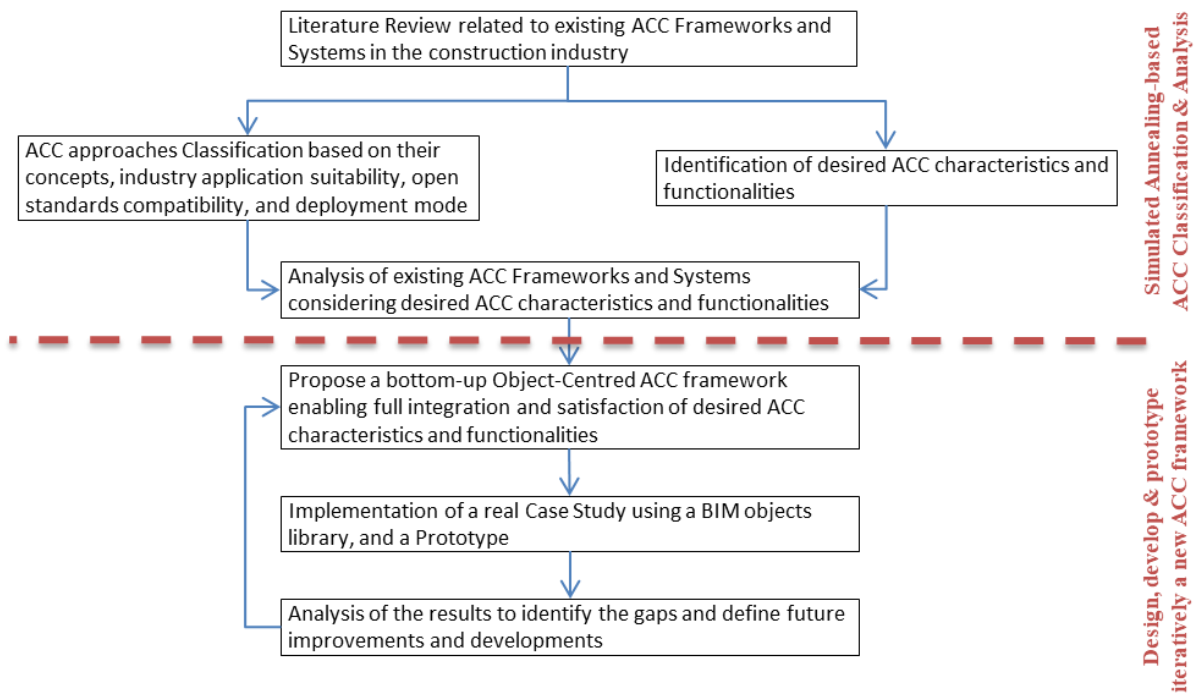 Literature Review related to existing ACC Frameworks and
Systems in the construction industry
ACC approaches Classification based on their
concepts, industry application suitability, open
standards compatibility, and deployment mode
Identification of desired ACC characteristics and
functionalities
Analysis of existing ACC Frameworks and Systems
considering desired ACC characteristics and functionalities
Simulated Annealing-based
ACC Classification & Analysis
Propose a bottom-up Object-Centred ACC framework
enabling full integration and satisfaction of desired ACC
characteristics and functionalities
Implementation of a real Case Study using a BIM objects
library, and a Prototype
Analysis of the results to identify the gaps and define future
improvements and developments
Design, develop & prototype
iteratively a new ACC framework